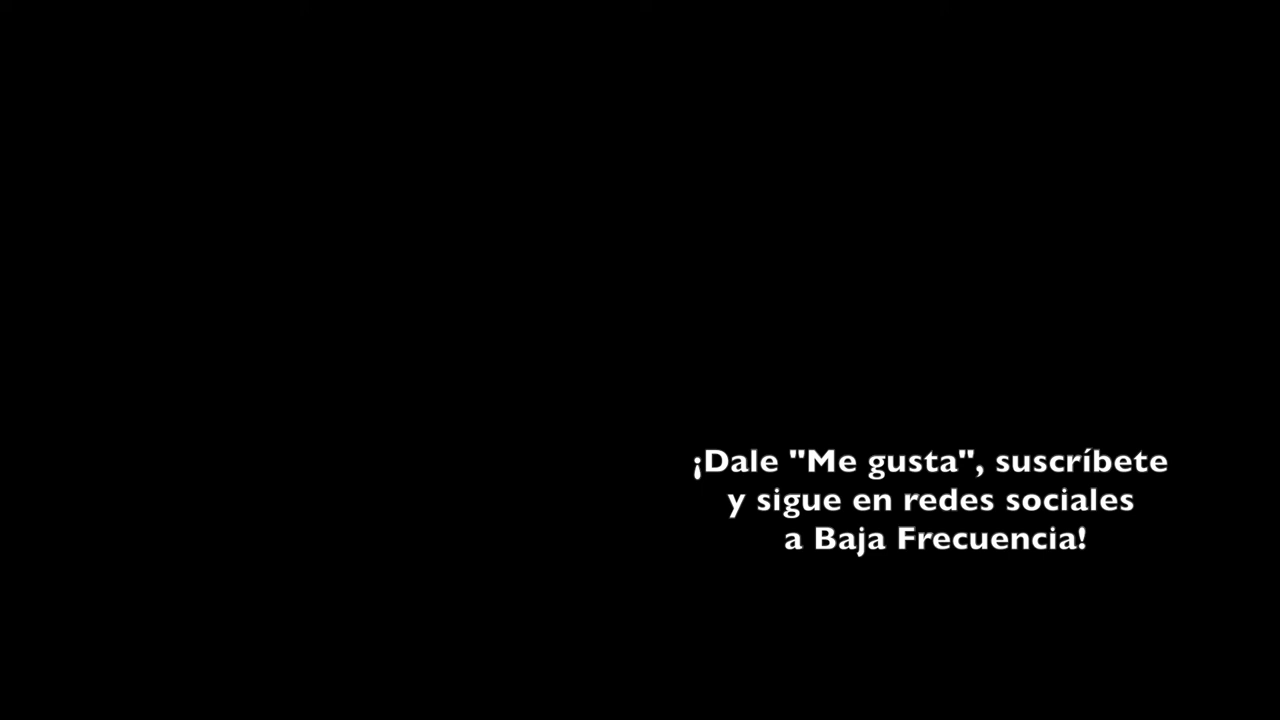 ¡Dale "Me gusta", suscríbete
y sigue en redes sociales
a Baja Frecuencia!